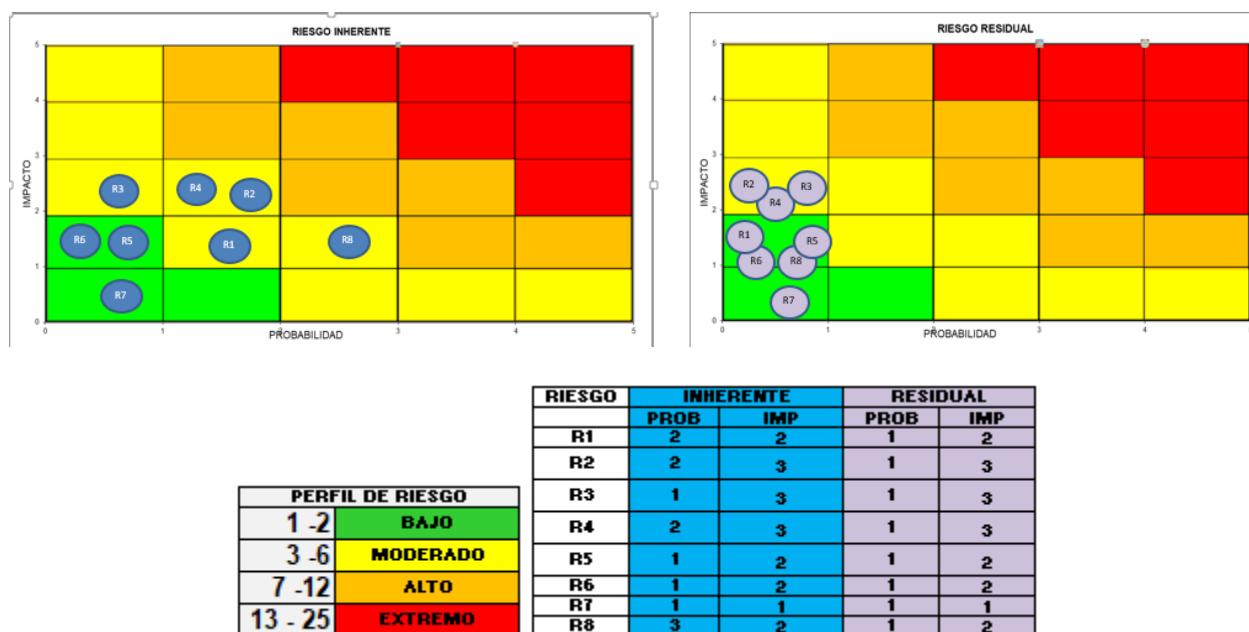 RIESGO INHERENTE
5
4
3
2
1
0
IMPACTO
R3
R4
R2
R6
R5
R1
R8
R7
0
1
2
3
4
5
PROBABILIDAD
RIESGO RESIDUAL
5
4
3
2
1
0
IMPACTO
R2
R3
R4
R1
R5
R6
R8
R7
0
1
2
3
4
PROBABILIDAD
RIESGO INHERENTE RESIDUAL
PROB IMP PROB IMP
R1 2 2 1 2
R2 2 3 1 3
R3 1 3 1 3
R4 2 3 1 3
R5 1 2 1 2
R6 1 2 1 2
R7 1 1 1 1
R8 3 2 1 2
PERFIL DE RIESGO
1 -2 BAJO
3 -6 MODERADO
7 -12 ALTO
13 - 25 EXTREMO